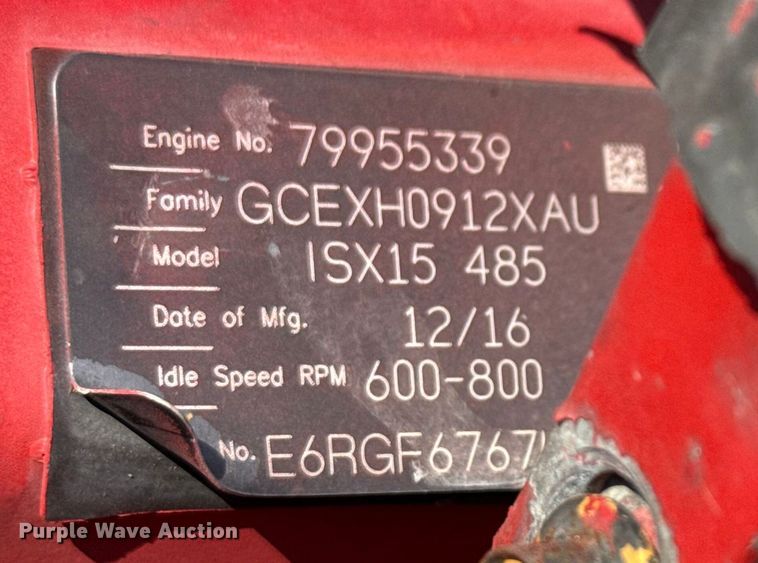 Engine No. 79955339
Family GCEXH0912XAU
Model ISX15 485
Date of Mfg. 12/16
Idle Speed RPM 600-800
No. E6RGF6767
Purple Wave Auction